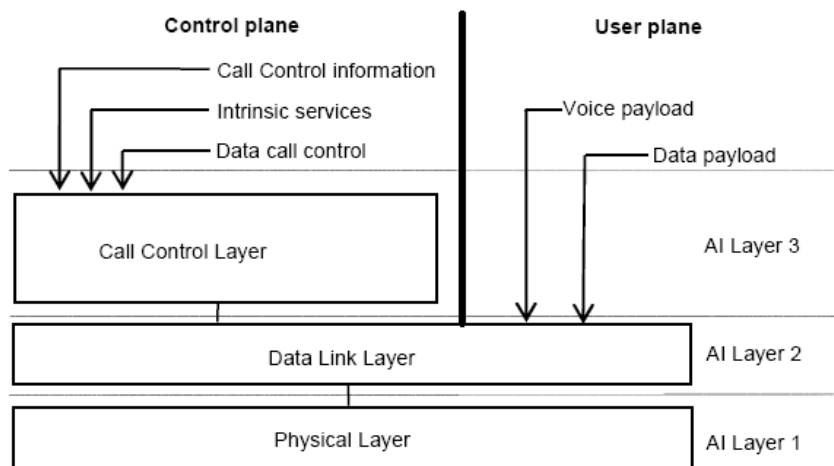 Control plane
User plane
Call Control information
Intrinsic services
Voice payload
Data call control
Data payload
Call Control Layer
AI Layer 3
Data Link Layer
AI Layer 2
Physical Layer
AI Layer 1